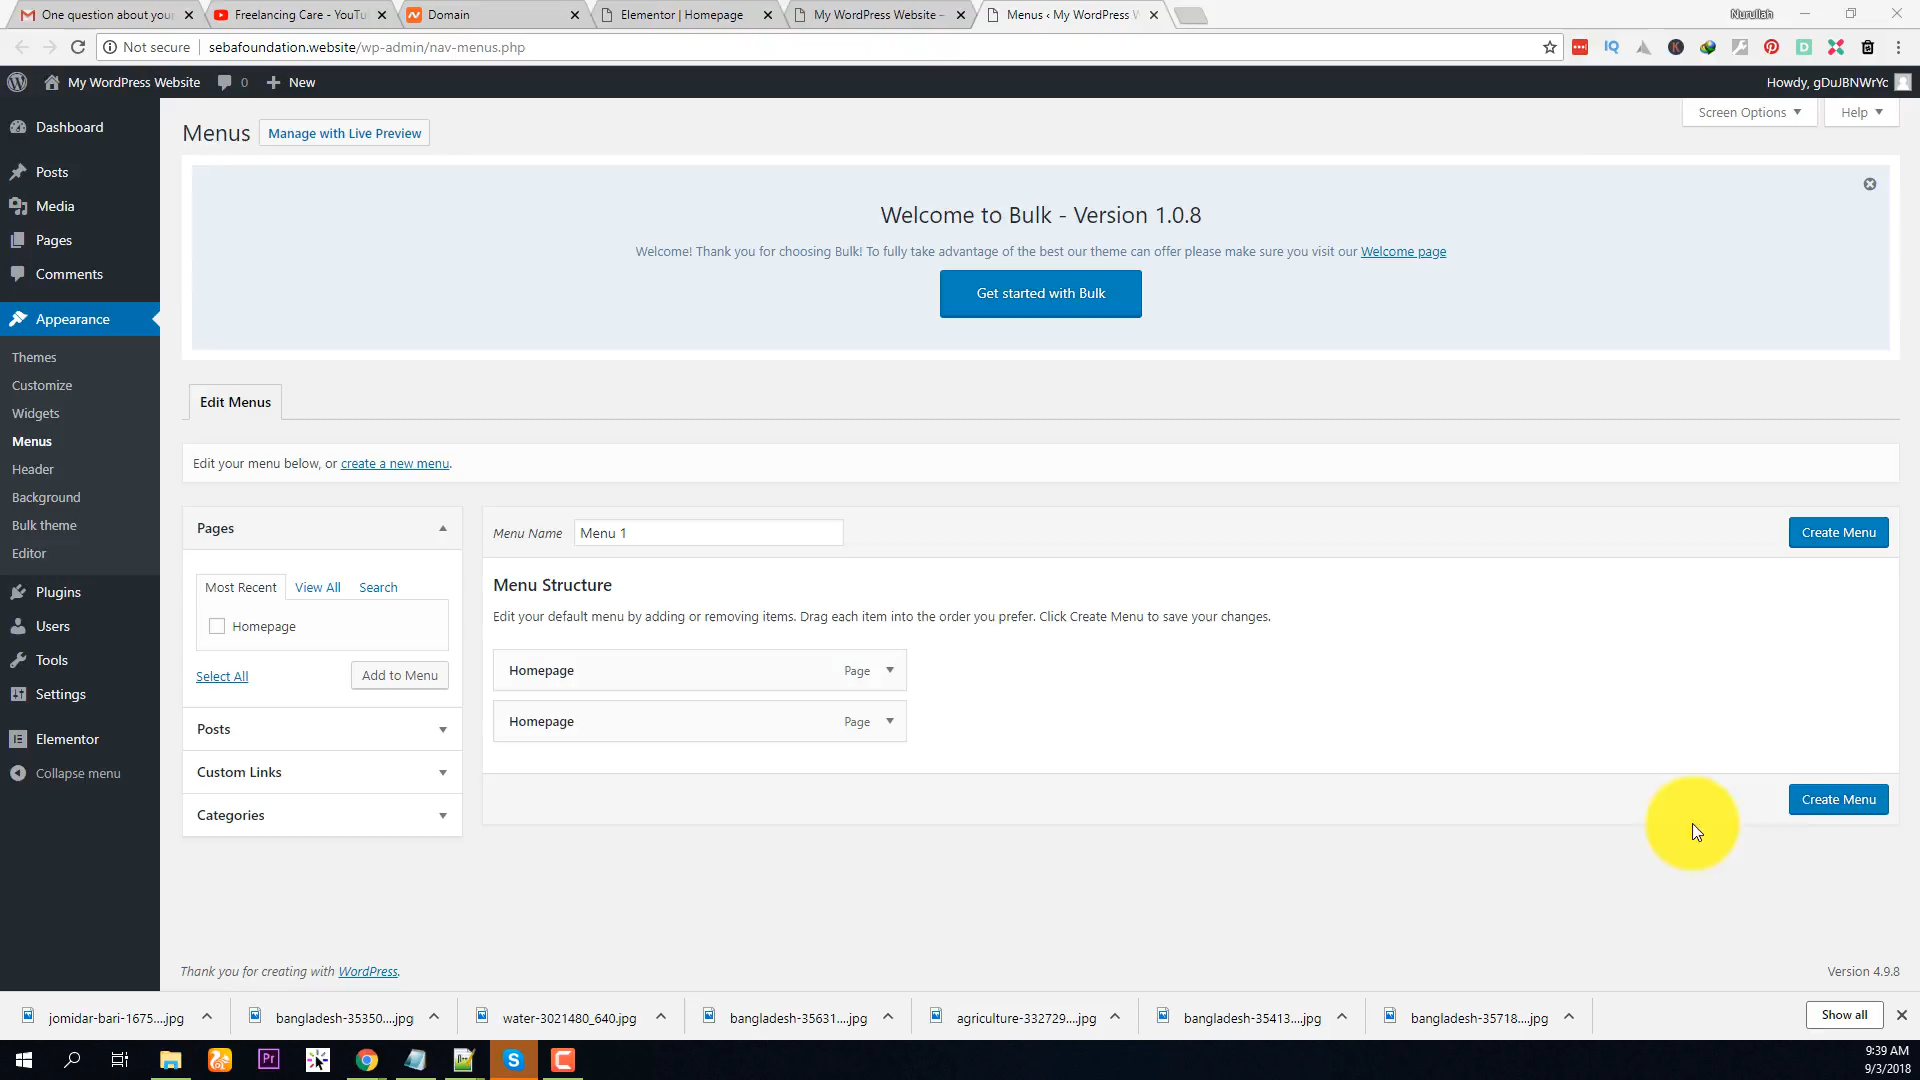 One question about your
Freelancing Care - YouTu
Domain
Elementor | Homepage
My WordPress Website –
Menus ‹ My WordPress W
Nurullah
Not secure
sebafoundation.website/wp-admin/nav-menus.php
My WordPress Website
0
New
Howdy, gDuJBNWrYc
Dashboard
Posts
Media
Pages
Comments
Appearance
Themes
Customize
Widgets
Menus
Header
Background
Bulk theme
Editor
Plugins
Users
Tools
Settings
Elementor
Collapse menu
Menus
Manage with Live Preview
Screen Options
Help
Welcome to Bulk - Version 1.0.8
Welcome! Thank you for choosing Bulk! To fully take advantage of the best our theme can offer please make sure you visit our Welcome page
Get started with Bulk
Edit Menus
Edit your menu below, or create a new menu.
Pages
Most Recent
View All
Search
Homepage
Select All
Add to Menu
Posts
Custom Links
Categories
Menu Name
Menu 1
Create Menu
Menu Structure
Edit your default menu by adding or removing items. Drag each item into the order you prefer. Click Create Menu to save your changes.
Homepage
Page
Homepage
Page
Create Menu
Thank you for creating with WordPress.
Version 4.9.8
jomidar-bari-1675....jpg
bangladesh-35350....jpg
water-3021480_640.jpg
bangladesh-35631....jpg
agriculture-332729....jpg
bangladesh-35413....jpg
bangladesh-35718....jpg
Show all
9:39 AM
9/3/2018